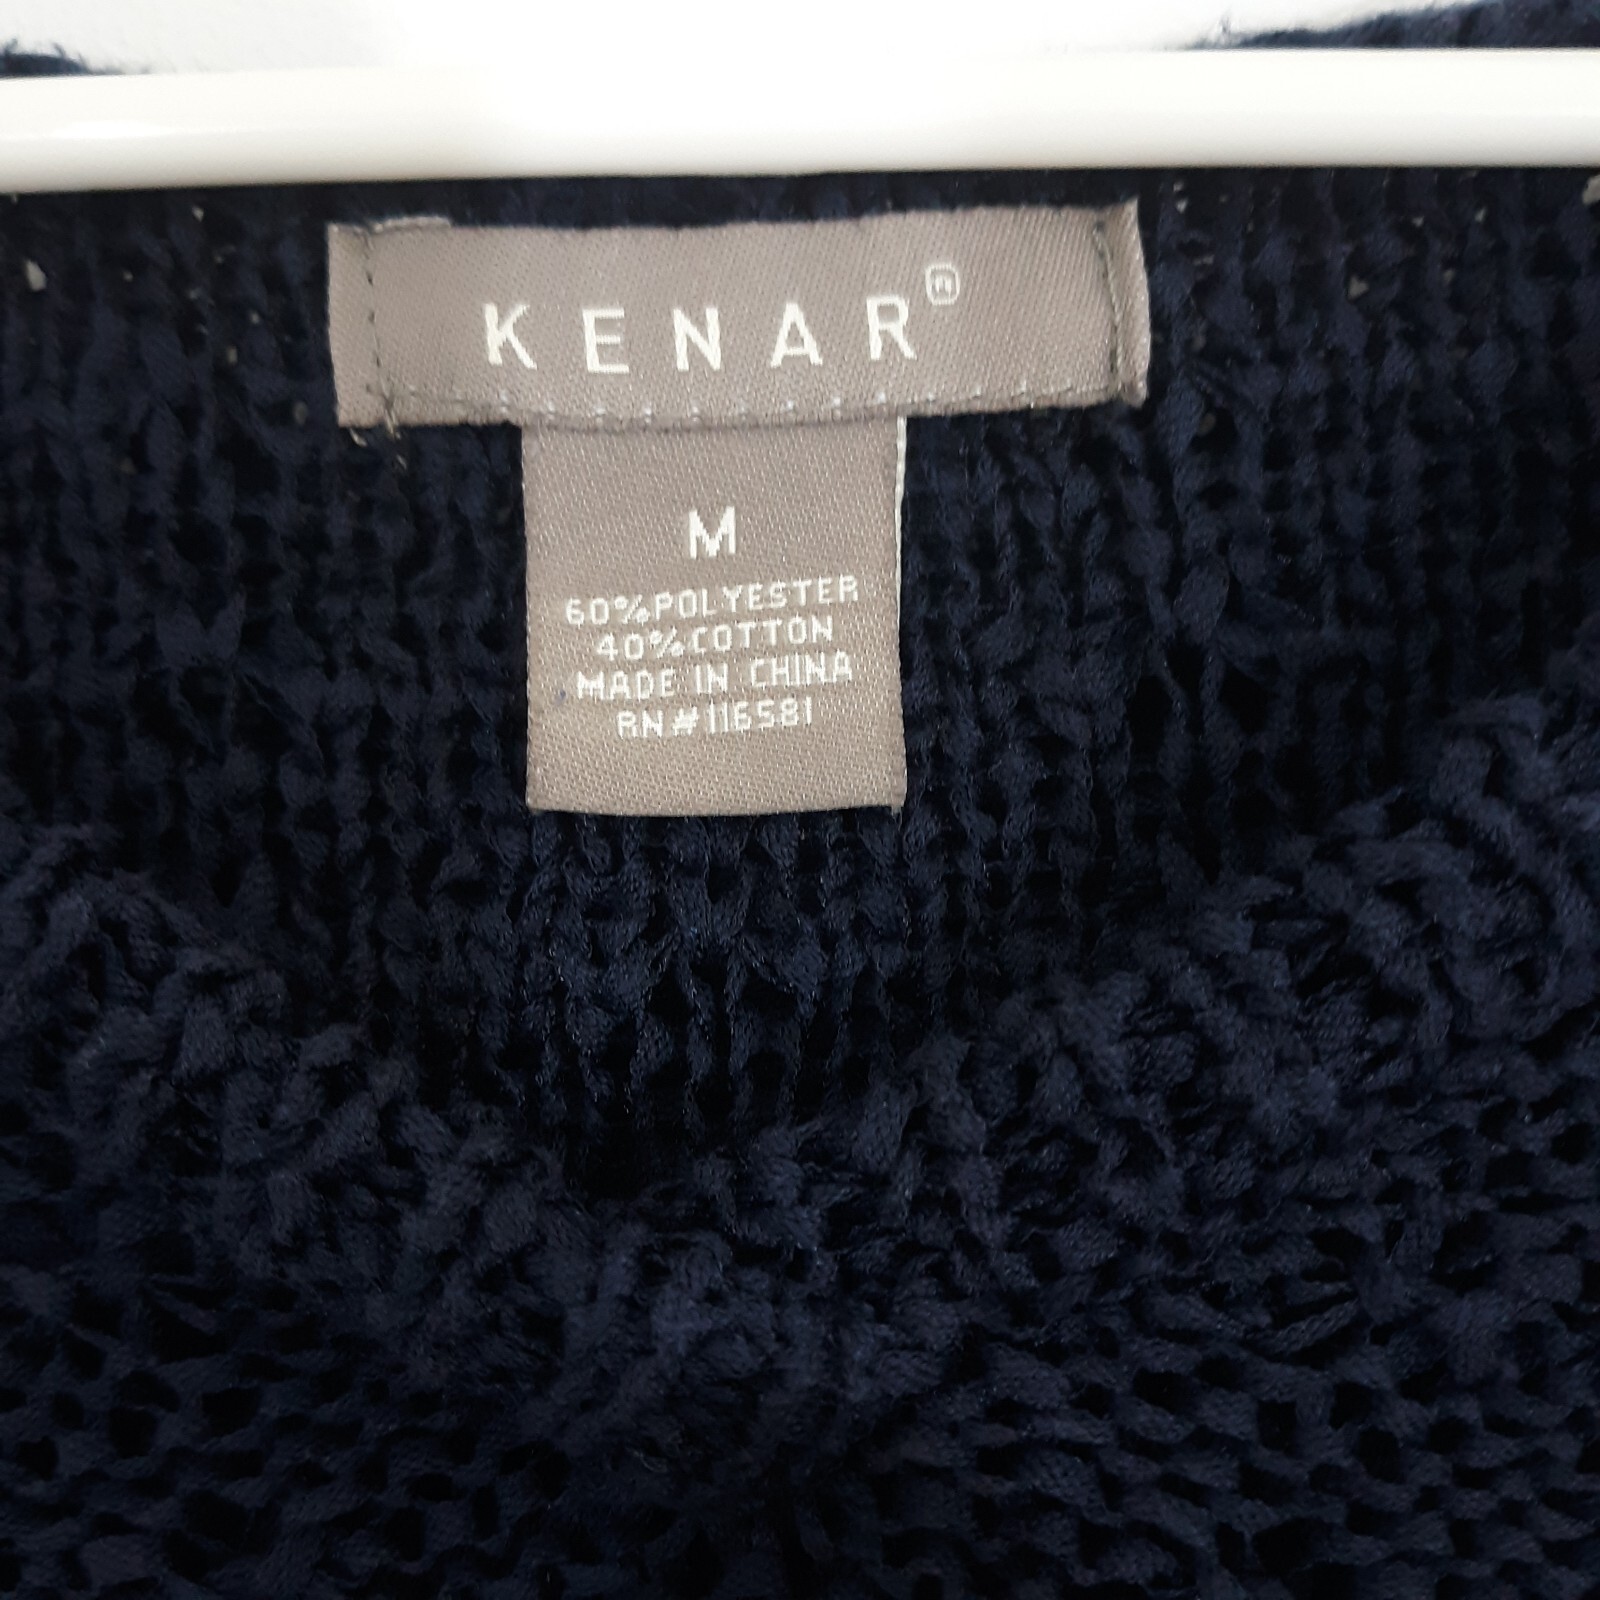 KENAR®
M
60%POLYESTER
40%COTTON
MADE IN CHINA
RN#116581